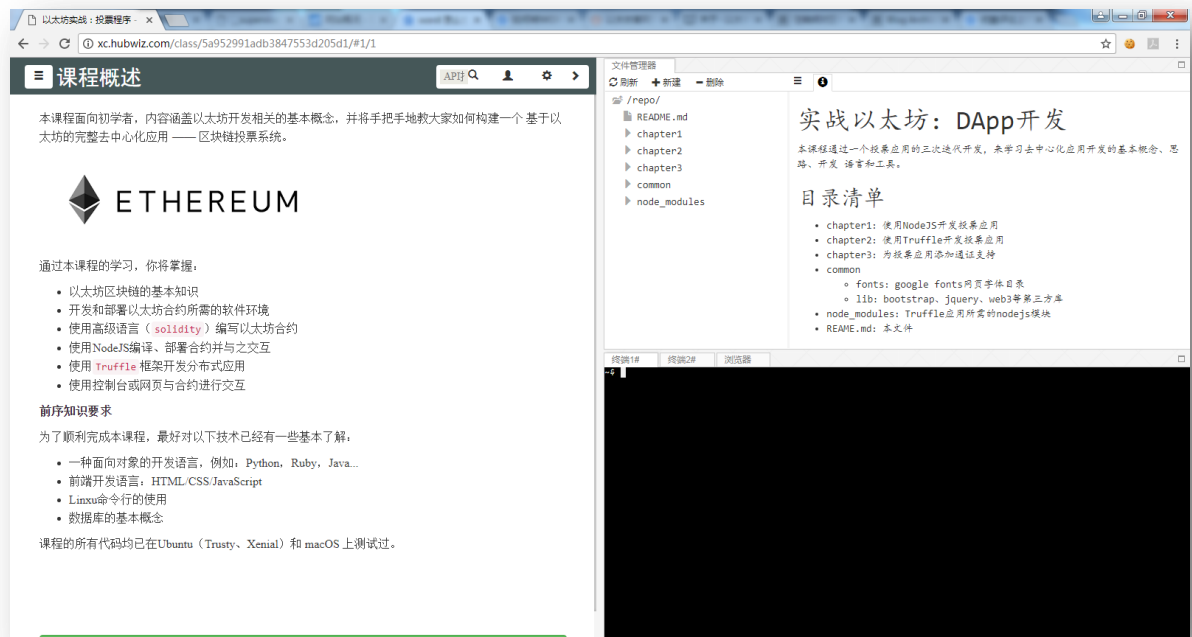 以太坊实战：投票程序 -
xc.hubwiz.com/class/5a952991adb3847553d205d1/#1/1
课程概述
API
本课程面向初学者，内容涵盖以太坊开发相关的基本概念，并将手把手地教大家如何构建一个 基于以
太坊的完整去中心化应用 —— 区块链投票系统。
ETHEREUM
通过本课程的学习，你将掌握：
以太坊区块链的基本知识
开发和部署以太坊合约所需的软件环境
使用高级语言（ solidity ）编写以太坊合约
使用NodeJS编译、部署合约并与之交互
使用 Truffle 框架开发分布式应用
使用控制台或网页与合约进行交互
前序知识要求
为了顺利完成本课程，最好对以下技术已经有一些基本了解：
一种面向对象的开发语言，例如：Python，Ruby，Java...
前端开发语言：HTML/CSS/JavaScript
Linxu命令行的使用
数据库的基本概念
课程的所有代码均已在Ubuntu（Trusty、Xenial）和 macOS 上测试过。
文件管理器
刷新 新建 删除
/repo/
README.md
chapter1
chapter2
chapter3
common
node_modules
实战以太坊：DApp开发
本课程通过一个投票应用的三次迭代开发，来学习去中心化应用开发的基本概念、思
路、开发 语言和工具。
目录清单
chapter1: 使用NodeJS开发投票应用
chapter2: 使用Truffle开发投票应用
chapter3: 为投票应用添加通证支持
common
fonts: google fonts网页字体目录
lib: bootstrap、jquery、web3等第三方库
node_modules: Truffle应用所需的nodejs模块
REAME.md: 本文件
终端1# 终端2# 浏览器
~$